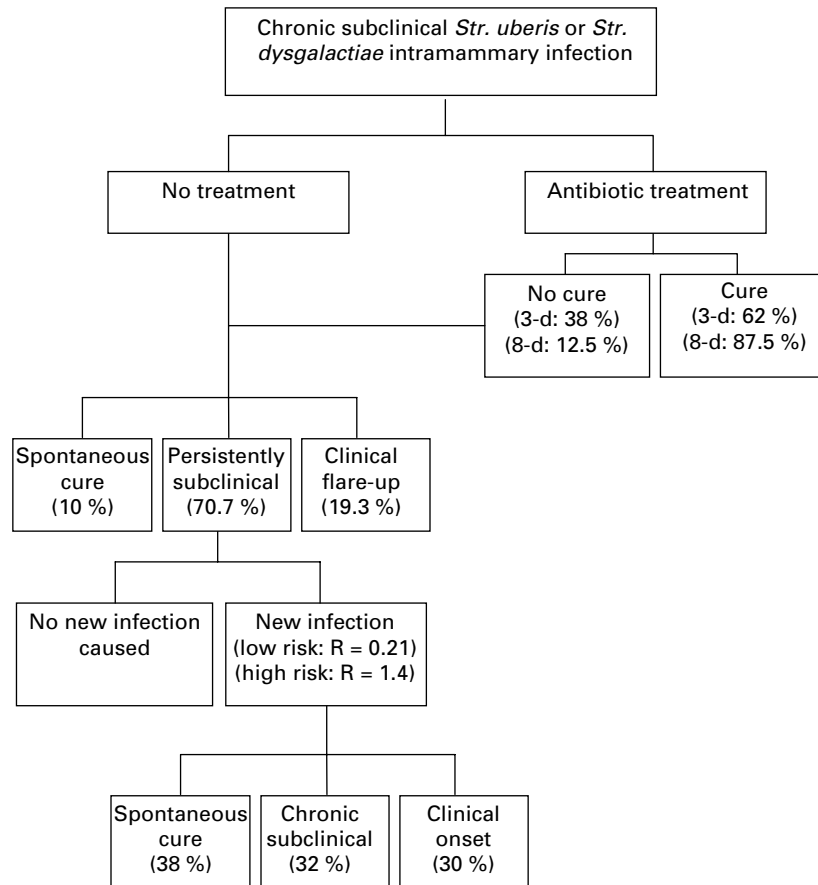 Chronic subclinical Str. uberis or Str.
dysgalactiae intramammary infection
No treatment
Antibiotic treatment
No cure
(3-d: 38 %)
(8-d: 12.5 %)
Cure
(3-d: 62 %)
(8-d: 87.5 %)
Spontaneous
cure
(10 %)
Persistently
subclinical
(70.7 %)
Clinical
flare-up
(19.3 %)
No new infection
caused
New infection
(low risk: R = 0.21)
(high risk: R = 1.4)
Spontaneous
cure
(38 %)
Chronic
subclinical
(32 %)
Clinical
onset
(30 %)